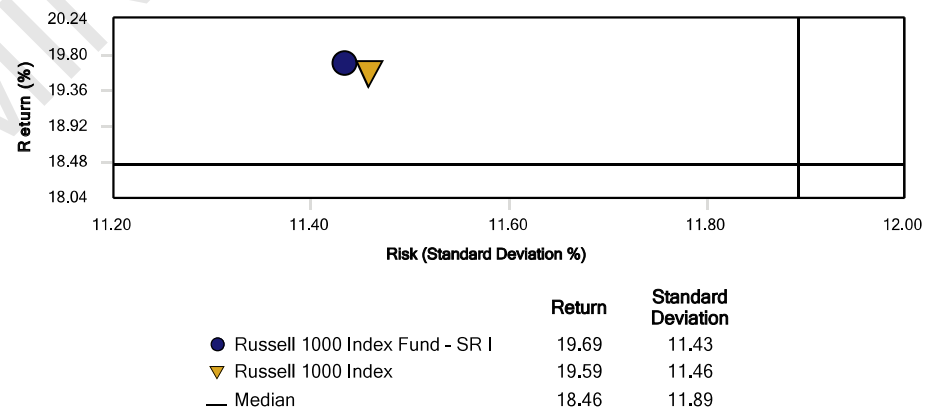 20.24
19.80
19.36
18.92
18.48
18.04
Return (%)
11.20 11.40 11.60 11.80 12.00
Risk (Standard Deviation %)
Return Standard Deviation
Russell 1000 Index Fund - SR I 19.69 11.43
Russell 1000 Index 19.59 11.46
Median 18.46 11.89